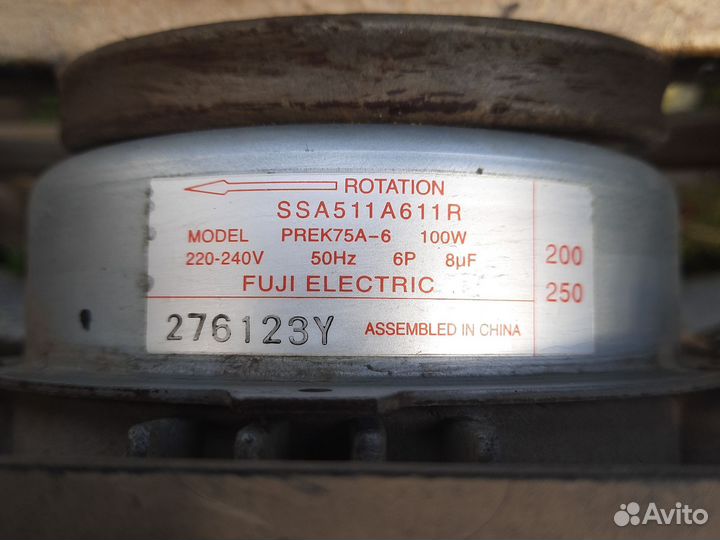 ROTATION
SSA511A611R
MODEL PREK75A-6 100W
220-240V 50Hz 6P 8µF
FUJI ELECTRIC
200
250
276123Y ASSEMBLED IN CHINA
Avito